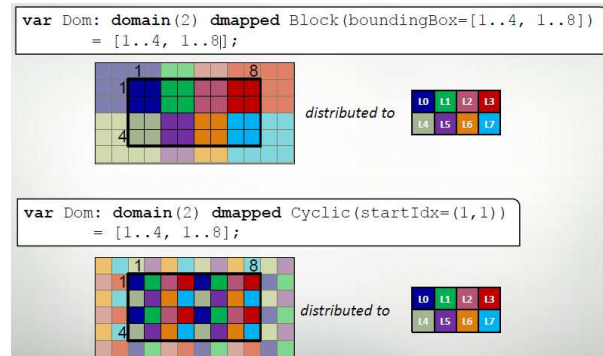 var Dom: domain(2) dmapped Block(boundingBox=[1..4, 1..8])
= [1..4, 1..8];
1 8
1
4
distributed to
L0 L1 L2 L3
L4 L5 L6 L7
var Dom: domain(2) dmapped Cyclic(startIdx=(1,1))
= [1..4, 1..8];
1 8
1
4
distributed to
L0 L1 L2 L3
L4 L5 L6 L7